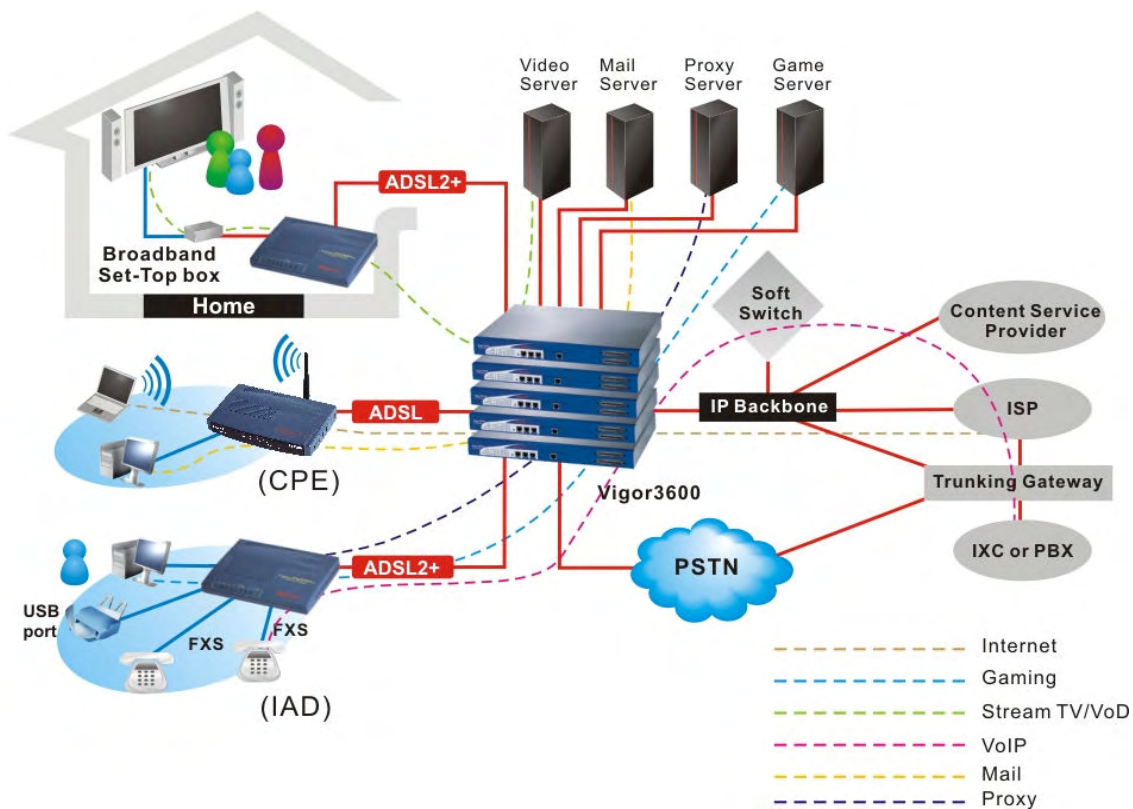 Video
Server
Mail
Server
Proxy
Server
Game
Server
ADSL2+
Broadband
Set-Top box
Home
Soft
Switch
Content Service
Provider
ADSL
IP Backbone
ISP
(CPE)
Vigor3600
Trunking Gateway
ADSL2+
PSTN
IXC or PBX
USB
port
FXS
FXS
(IAD)
Internet
Gaming
Stream TV/VoD
VoIP
Mail
Proxy